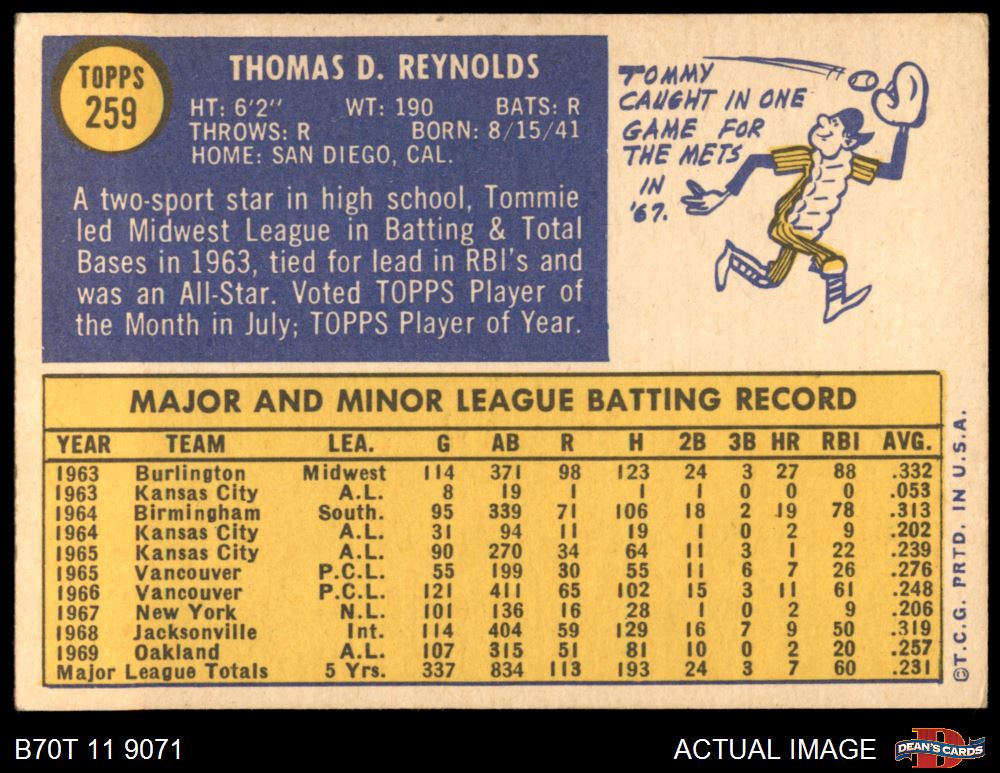 TOPPS
259
THOMAS D. REYNOLDS
HT: 6'2" WT: 190 BATS: R
THROWS: R BORN: 8/15/41
HOME: SAN DIEGO, CAL.
A two-sport star in high school, Tommie
led Midwest League in Batting & Total
Bases in 1963, tied for lead in RBI's and
was an All-Star. Voted TOPPS Player of
the Month in July; TOPPS Player of Year.
TOMMY
CAUGHT IN ONE
GAME FOR
THE METS
IN
'67.
MAJOR AND MINOR LEAGUE BATTING RECORD
YEAR TEAM LEA. G AB R H 2B 3B HR RBI AVG.
1963 Burlington Midwest 114 371 98 123 24 3 27 88 .332
1963 Kansas City A.L. 8 19 1 1 1 0 0 0 .053
1964 Birmingham South. 95 339 71 106 18 2 19 78 .313
1964 Kansas City A.L. 31 94 11 19 1 0 2 9 .202
1965 Kansas City A.L. 90 270 34 64 11 3 1 22 .239
1965 Vancouver P.C.L. 55 199 30 55 11 6 7 26 .276
1966 Vancouver P.C.L. 121 411 65 102 15 3 11 61 .248
1967 New York N.L. 101 136 16 28 1 0 2 9 .206
1968 Jacksonville Int. 114 404 59 129 16 7 9 50 .319
1969 Oakland A.L. 107 315 51 81 10 0 2 20 .257
Major League Totals 5 Yrs. 337 834 113 193 24 3 7 60 .231
©T.C.G. PRTD. IN U.S.A.
B70T 11 9071
ACTUAL IMAGE
D
DEAN'S CARDS